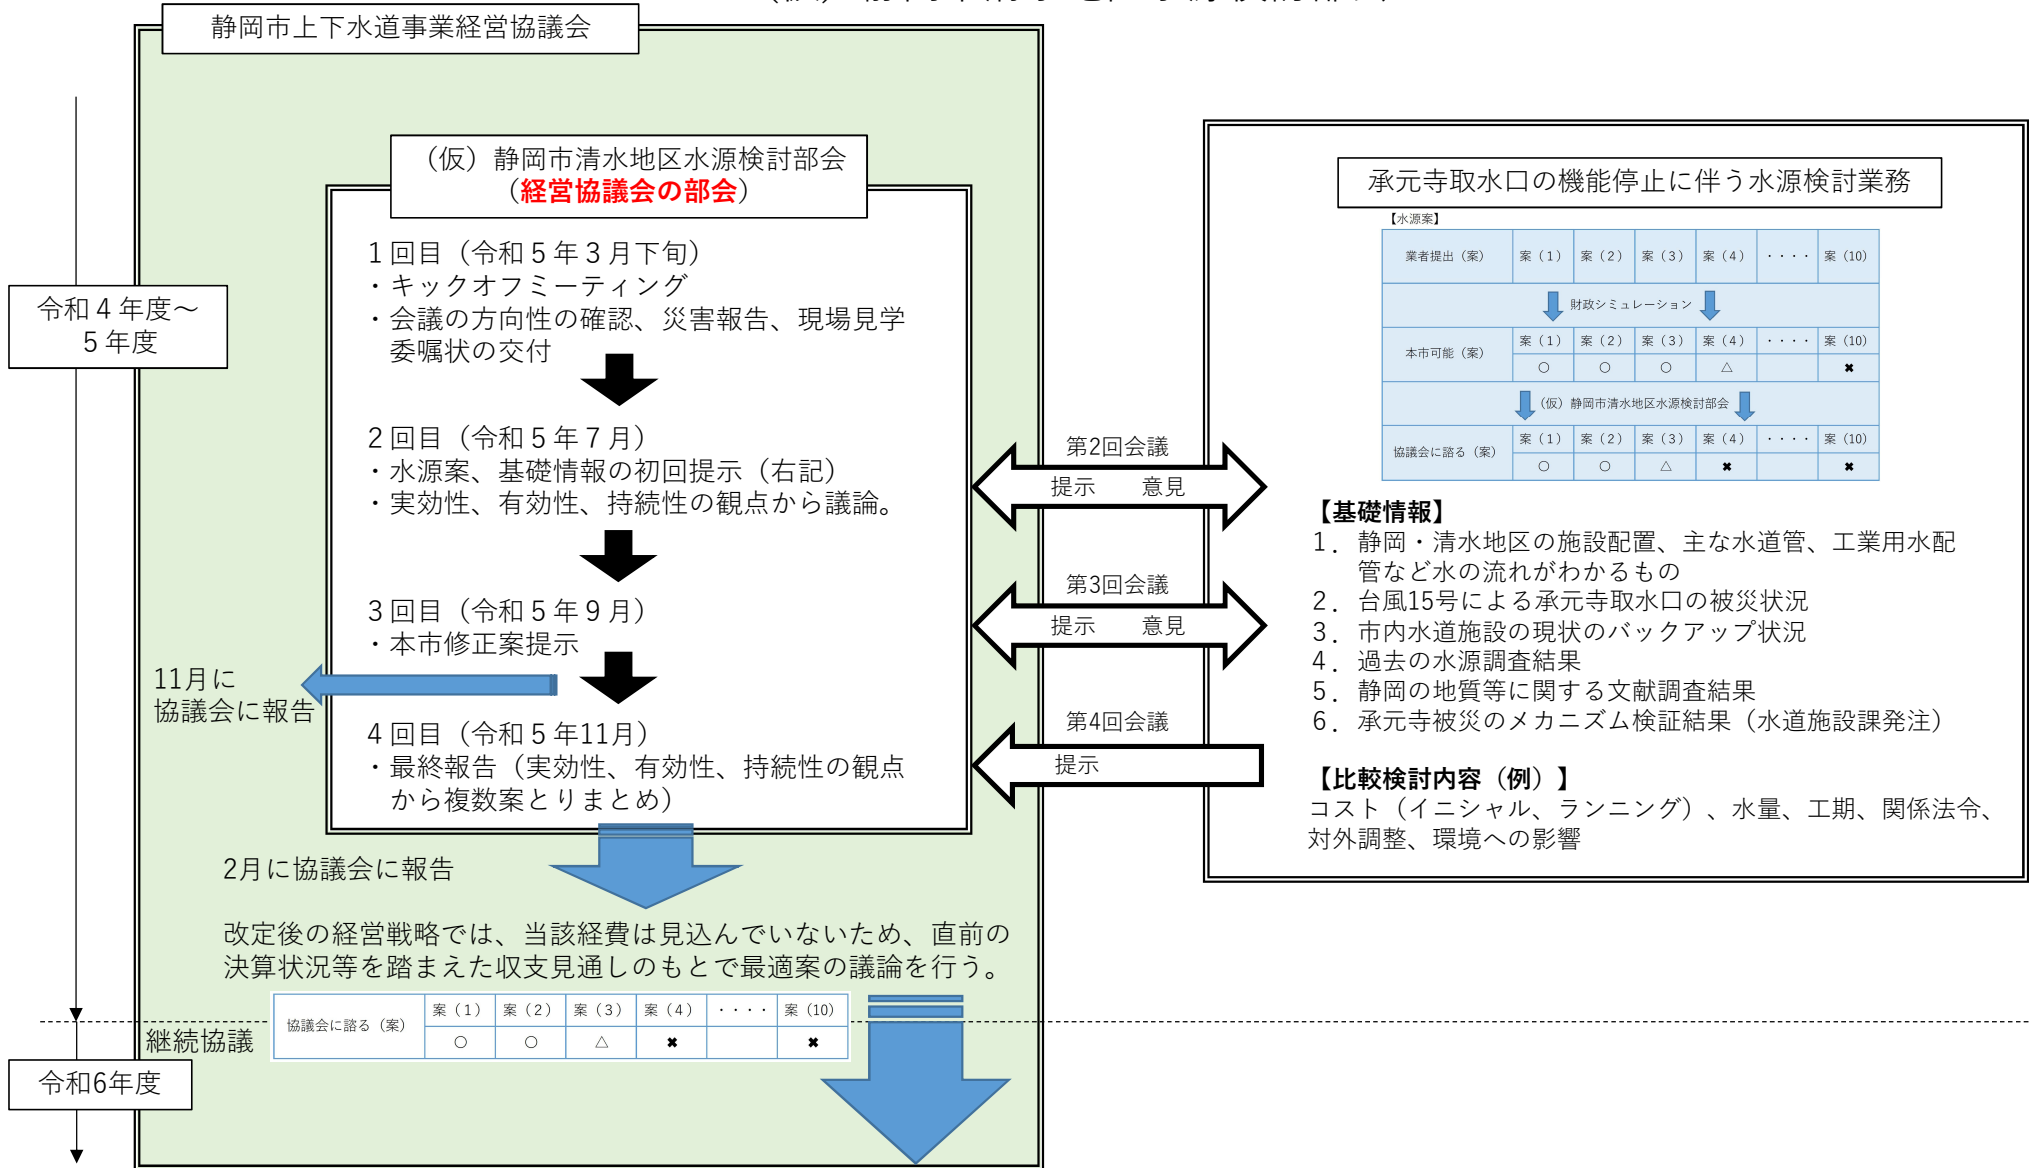 静岡市上下水道事業経営協議会
令和４年度～
５年度
（仮）静岡市清水地区水源検討部会
（経営協議会の部会）
１回目（令和５年３月下旬）
・キックオフミーティング
・会議の方向性の確認、災害報告、現場見学
委嘱状の交付
２回目（令和５年７月）
・水源案、基礎情報の初回提示（右記）
・実効性、有効性、持続性の観点から議論。
３回目（令和５年９月）
・本市修正案提示
11月に
協議会に報告
４回目（令和５年11月）
・最終報告（実効性、有効性、持続性の観点
から複数案とりまとめ）
2月に協議会に報告
改定後の経営戦略では、当該経費は見込んでいないため、直前の
決算状況等を踏まえた収支見通しのもとで最適案の議論を行う。
協議会に諮る（案） 案（1） 案（2） 案（3） 案（4） ・・・・ 案（10）
○ ○ △ ✖ ✖
継続協議
令和6年度
第2回会議
提示 意見
第3回会議
提示 意見
第4回会議
提示
承元寺取水口の機能停止に伴う水源検討業務
【水源案】
業者提出（案） 案（1） 案（2） 案（3） 案（4） ・・・・ 案（10）
財政シミュレーション
本市可能（案） 案（1） 案（2） 案（3） 案（4） ・・・・ 案（10）
○ ○ ○ △ ✖
（仮）静岡市清水地区水源検討部会
協議会に諮る（案） 案（1） 案（2） 案（3） 案（4） ・・・・ 案（10）
○ ○ △ ✖ ✖
【基礎情報】
１．静岡・清水地区の施設配置、主な水道管、工業用水配
管など水の流れがわかるもの
２．台風15号による承元寺取水口の被災状況
３．市内水道施設の現状のバックアップ状況
４．過去の水源調査結果
５．静岡の地質等に関する文献調査結果
６．承元寺被災のメカニズム検証結果（水道施設課発注）
【比較検討内容（例）】
コスト（イニシャル、ランニング）、水量、工期、関係法令、
対外調整、環境への影響